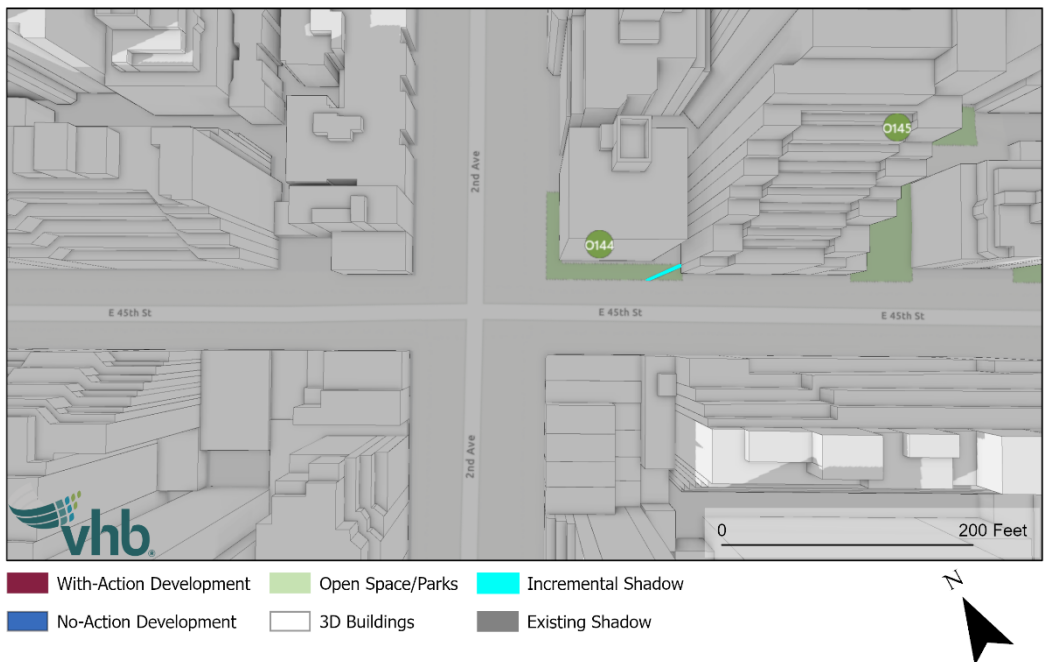 O145
2nd Ave
O144
E 45th St
E 45th St
E 45th St
2nd Ave
vhb.
0 200 Feet
With-Action Development
Open Space/Parks
Incremental Shadow
No-Action Development
3D Buildings
Existing Shadow
N